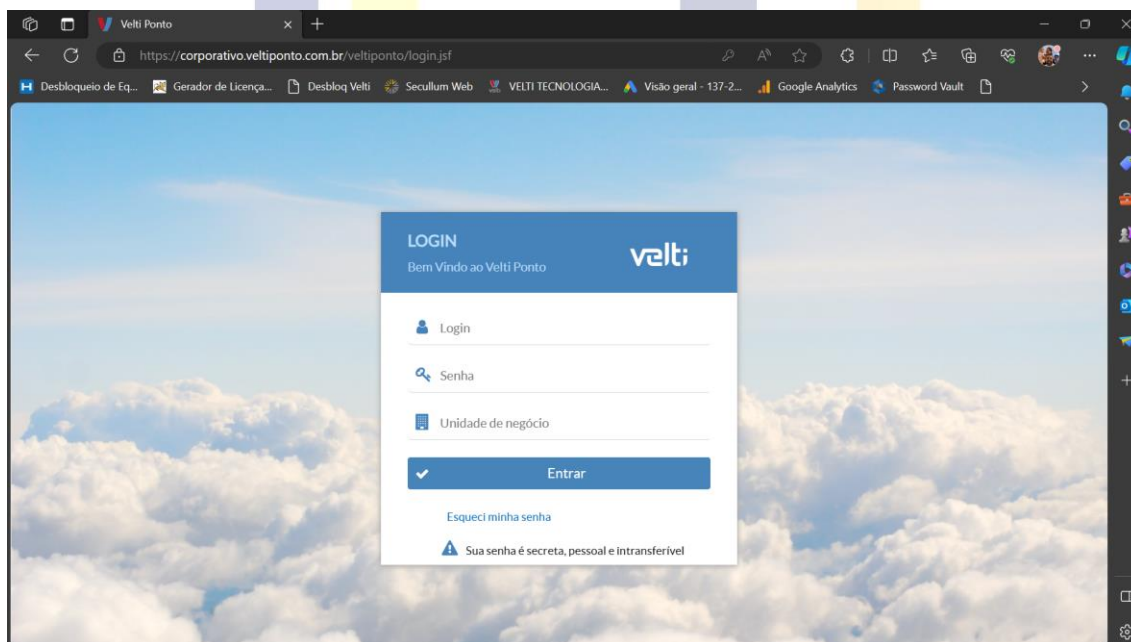 Velti Ponto
https://corporativo.veltiponto.com.br/veltiponto/login.jsf
Desbloqueio de Eq... Gerador de Licença... Desbloq Velti Secullum Web VELTI TECNOLOGIA... Visão geral - 137-2... Google Analytics Password Vault
LOGIN
velti
Bem Vindo ao Velti Ponto
Login
Senha
Unidade de negócio
Entrar
Esqueci minha senha
Sua senha é secreta, pessoal e intransferível